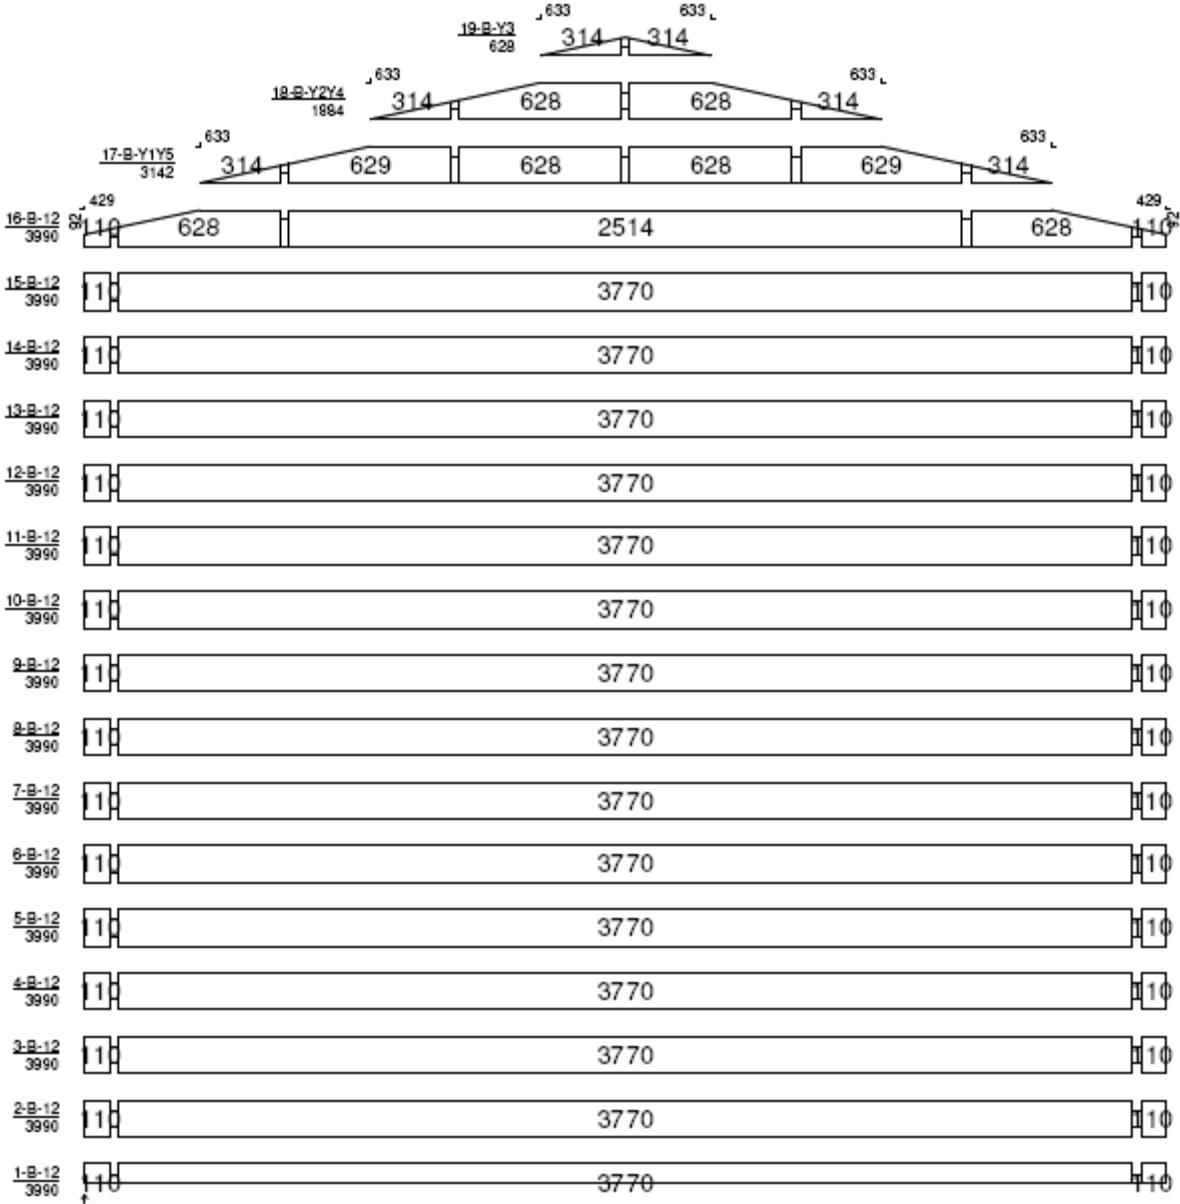 633 633
19-B-Y3 314 314
628
633 633
18-B-Y2Y4 314 628 628 314
1884
633 633
17-B-Y1Y5 314 629 628 628 629 314
3142
429 429
16-B-12 92 110 628 2514 628 110 92
3990
15-B-12 110 3770 110
3990
14-B-12 110 3770 110
3990
13-B-12 110 3770 110
3990
12-B-12 110 3770 110
3990
11-B-12 110 3770 110
3990
10-B-12 110 3770 110
3990
9-B-12 110 3770 110
3990
8-B-12 110 3770 110
3990
7-B-12 110 3770 110
3990
6-B-12 110 3770 110
3990
5-B-12 110 3770 110
3990
4-B-12 110 3770 110
3990
3-B-12 110 3770 110
3990
2-B-12 110 3770 110
3990
1-B-12 110 3770 110
3990